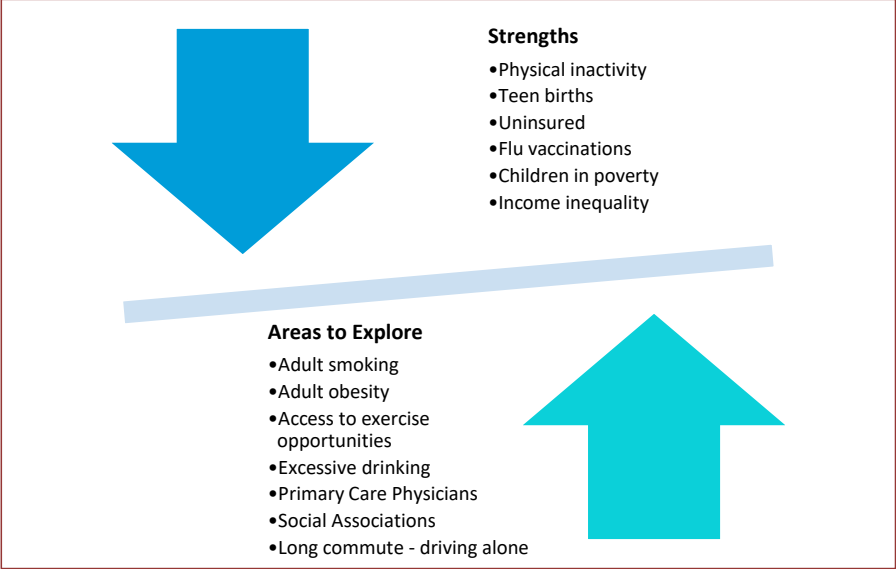 Strengths
•Physical inactivity
•Teen births
•Uninsured
•Flu vaccinations
•Children in poverty
•Income inequality
Areas to Explore
•Adult smoking
•Adult obesity
•Access to exercise
opportunities
•Excessive drinking
•Primary Care Physicians
•Social Associations
•Long commute - driving alone